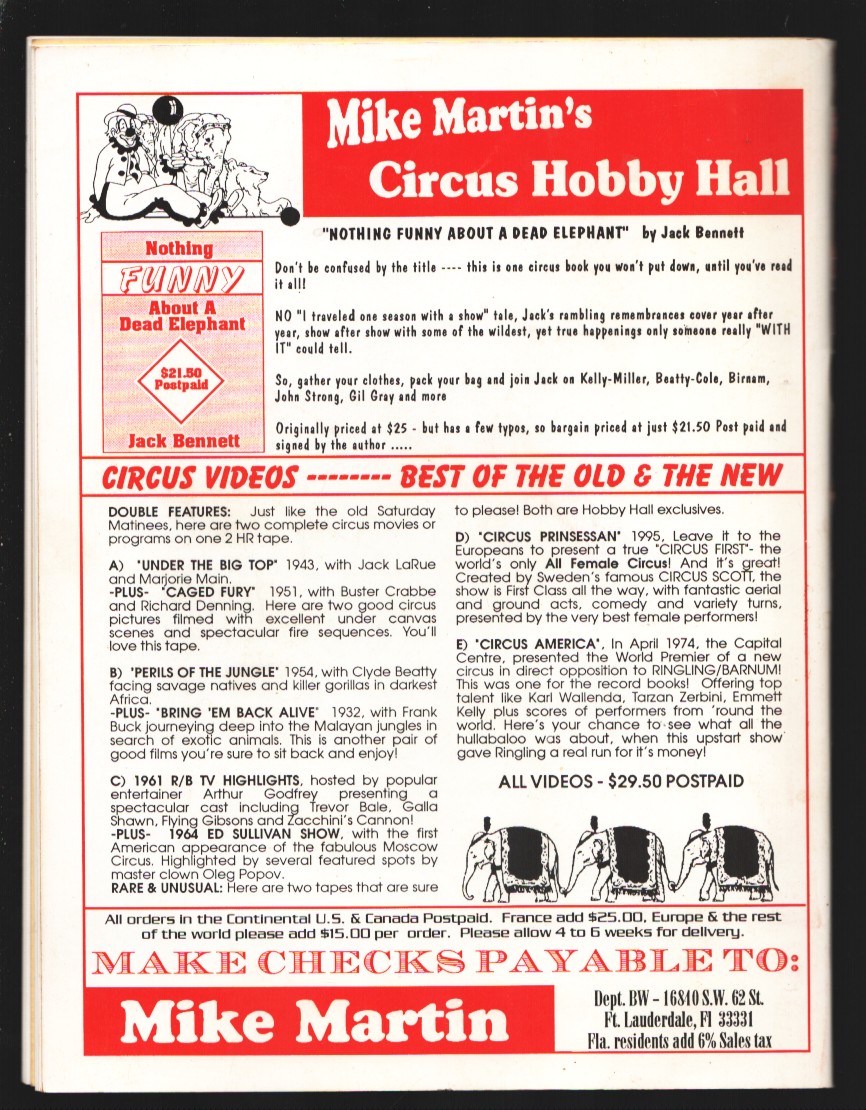 Mike Martin's
Circus Hobby Hall
Nothing
FUNNY
About A
Dead Elephant
$21.50
Postpaid
Jack Bennett
"NOTHING FUNNY ABOUT A DEAD ELEPHANT" by Jack Bennett
Don't be confused by the title ---- this is one circus book you won't put down, until you've read
it all!
NO "I traveled one season with a show" tale, Jack's rambling remembrances cover year after
year, show after show with some of the wildest, yet true happenings only someone really "WITH
IT" could tell.
So, gather your clothes, pack your bag and join Jack on Kelly-Miller, Beatty-Cole, Birnam,
John Strong, Gil Gray and more
Originally priced at $25 - but has a few typos, so bargain priced at just $21.50 Post paid and
signed by the author .....
CIRCUS VIDEOS -------- BEST OF THE OLD & THE NEW
DOUBLE FEATURES: Just like the old Saturday
Matinees, here are two complete circus movies or
programs on one 2 HR tape.
A) "UNDER THE BIG TOP" 1943, with Jack LaRue
and Marjorie Main.
-PLUS- "CAGED FURY" 1951, with Buster Crabbe
and Richard Denning. Here are two good circus
pictures filmed with excellent under canvas
scenes and spectacular fire sequences. You'll
love this tape.
B) "PERILS OF THE JUNGLE" 1954, with Clyde Beatty
facing savage natives and killer gorillas in darkest
Africa.
-PLUS- "BRING 'EM BACK ALIVE" 1932, with Frank
Buck journeying deep into the Malayan jungles in
search of exotic animals. This is another pair of
good films you're sure to sit back and enjoy!
C) 1961 R/B TV HIGHLIGHTS, hosted by popular
entertainer Arthur Godfrey presenting a
spectacular cast including Trevor Bale, Galla
Shawn, Flying Gibsons and Zacchini's Cannon!
-PLUS- 1964 ED SULLIVAN SHOW, with the first
American appearance of the fabulous Moscow
Circus. Highlighted by several featured spots by
master clown Oleg Popov.
RARE & UNUSUAL: Here are two tapes that are sure
to please! Both are Hobby Hall exclusives.
D) "CIRCUS PRINSESSAN" 1995, Leave it to the
Europeans to present a true "CIRCUS FIRST"- the
world's only All Female Circus! And it's great!
Created by Sweden's famous CIRCUS SCOTT, the
show is First Class all the way, with fantastic aerial
and ground acts, comedy and variety turns,
presented by the very best female performers!
E) "CIRCUS AMERICA", In April 1974, the Capital
Centre, presented the World Premier of a new
circus in direct opposition to RINGLING/BARNUM!
This was one for the record books! Offering top
talent like Karl Wallenda, Tarzan Zerbini, Emmett
Kelly plus scores of performers from 'round the
world. Here's your chance to see what all the
hullabaloo was about, when this upstart show
gave Ringling a real run for it's money!
ALL VIDEOS - $29.50 POSTPAID
All orders in the Continental U.S. & Canada Postpaid. France add $25.00, Europe & the rest
of the world please add $15.00 per order. Please allow 4 to 6 weeks for delivery.
MAKE CHECKS PAYABLE TO:
Mike Martin
Dept. BW - 16810 S.W. 62 St.
Ft. Lauderdale, Fl 33331
Fla. residents add 6% Sales tax